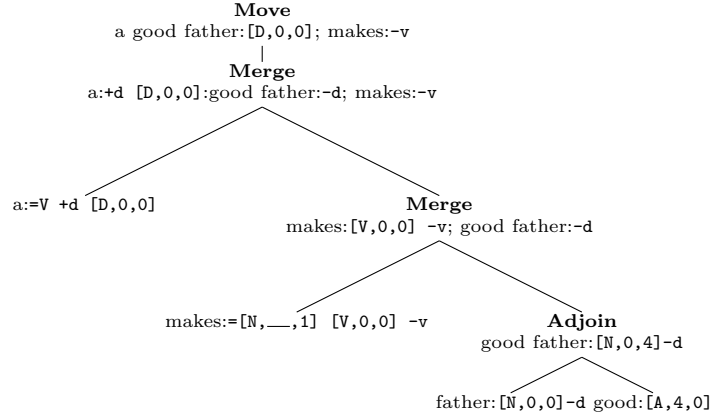 Move
a good father:[D,0,0]; makes:-v
Merge
a:+d [D,0,0]:good father:-d; makes:-v
a:=V +d [D,0,0]
Merge
makes:[V,0,0] -v; good father:-d
makes:=[N,__,1] [V,0,0] -v
Adjoin
good father:[N,0,4]-d
father:[N,0,0]-d good:[A,4,0]